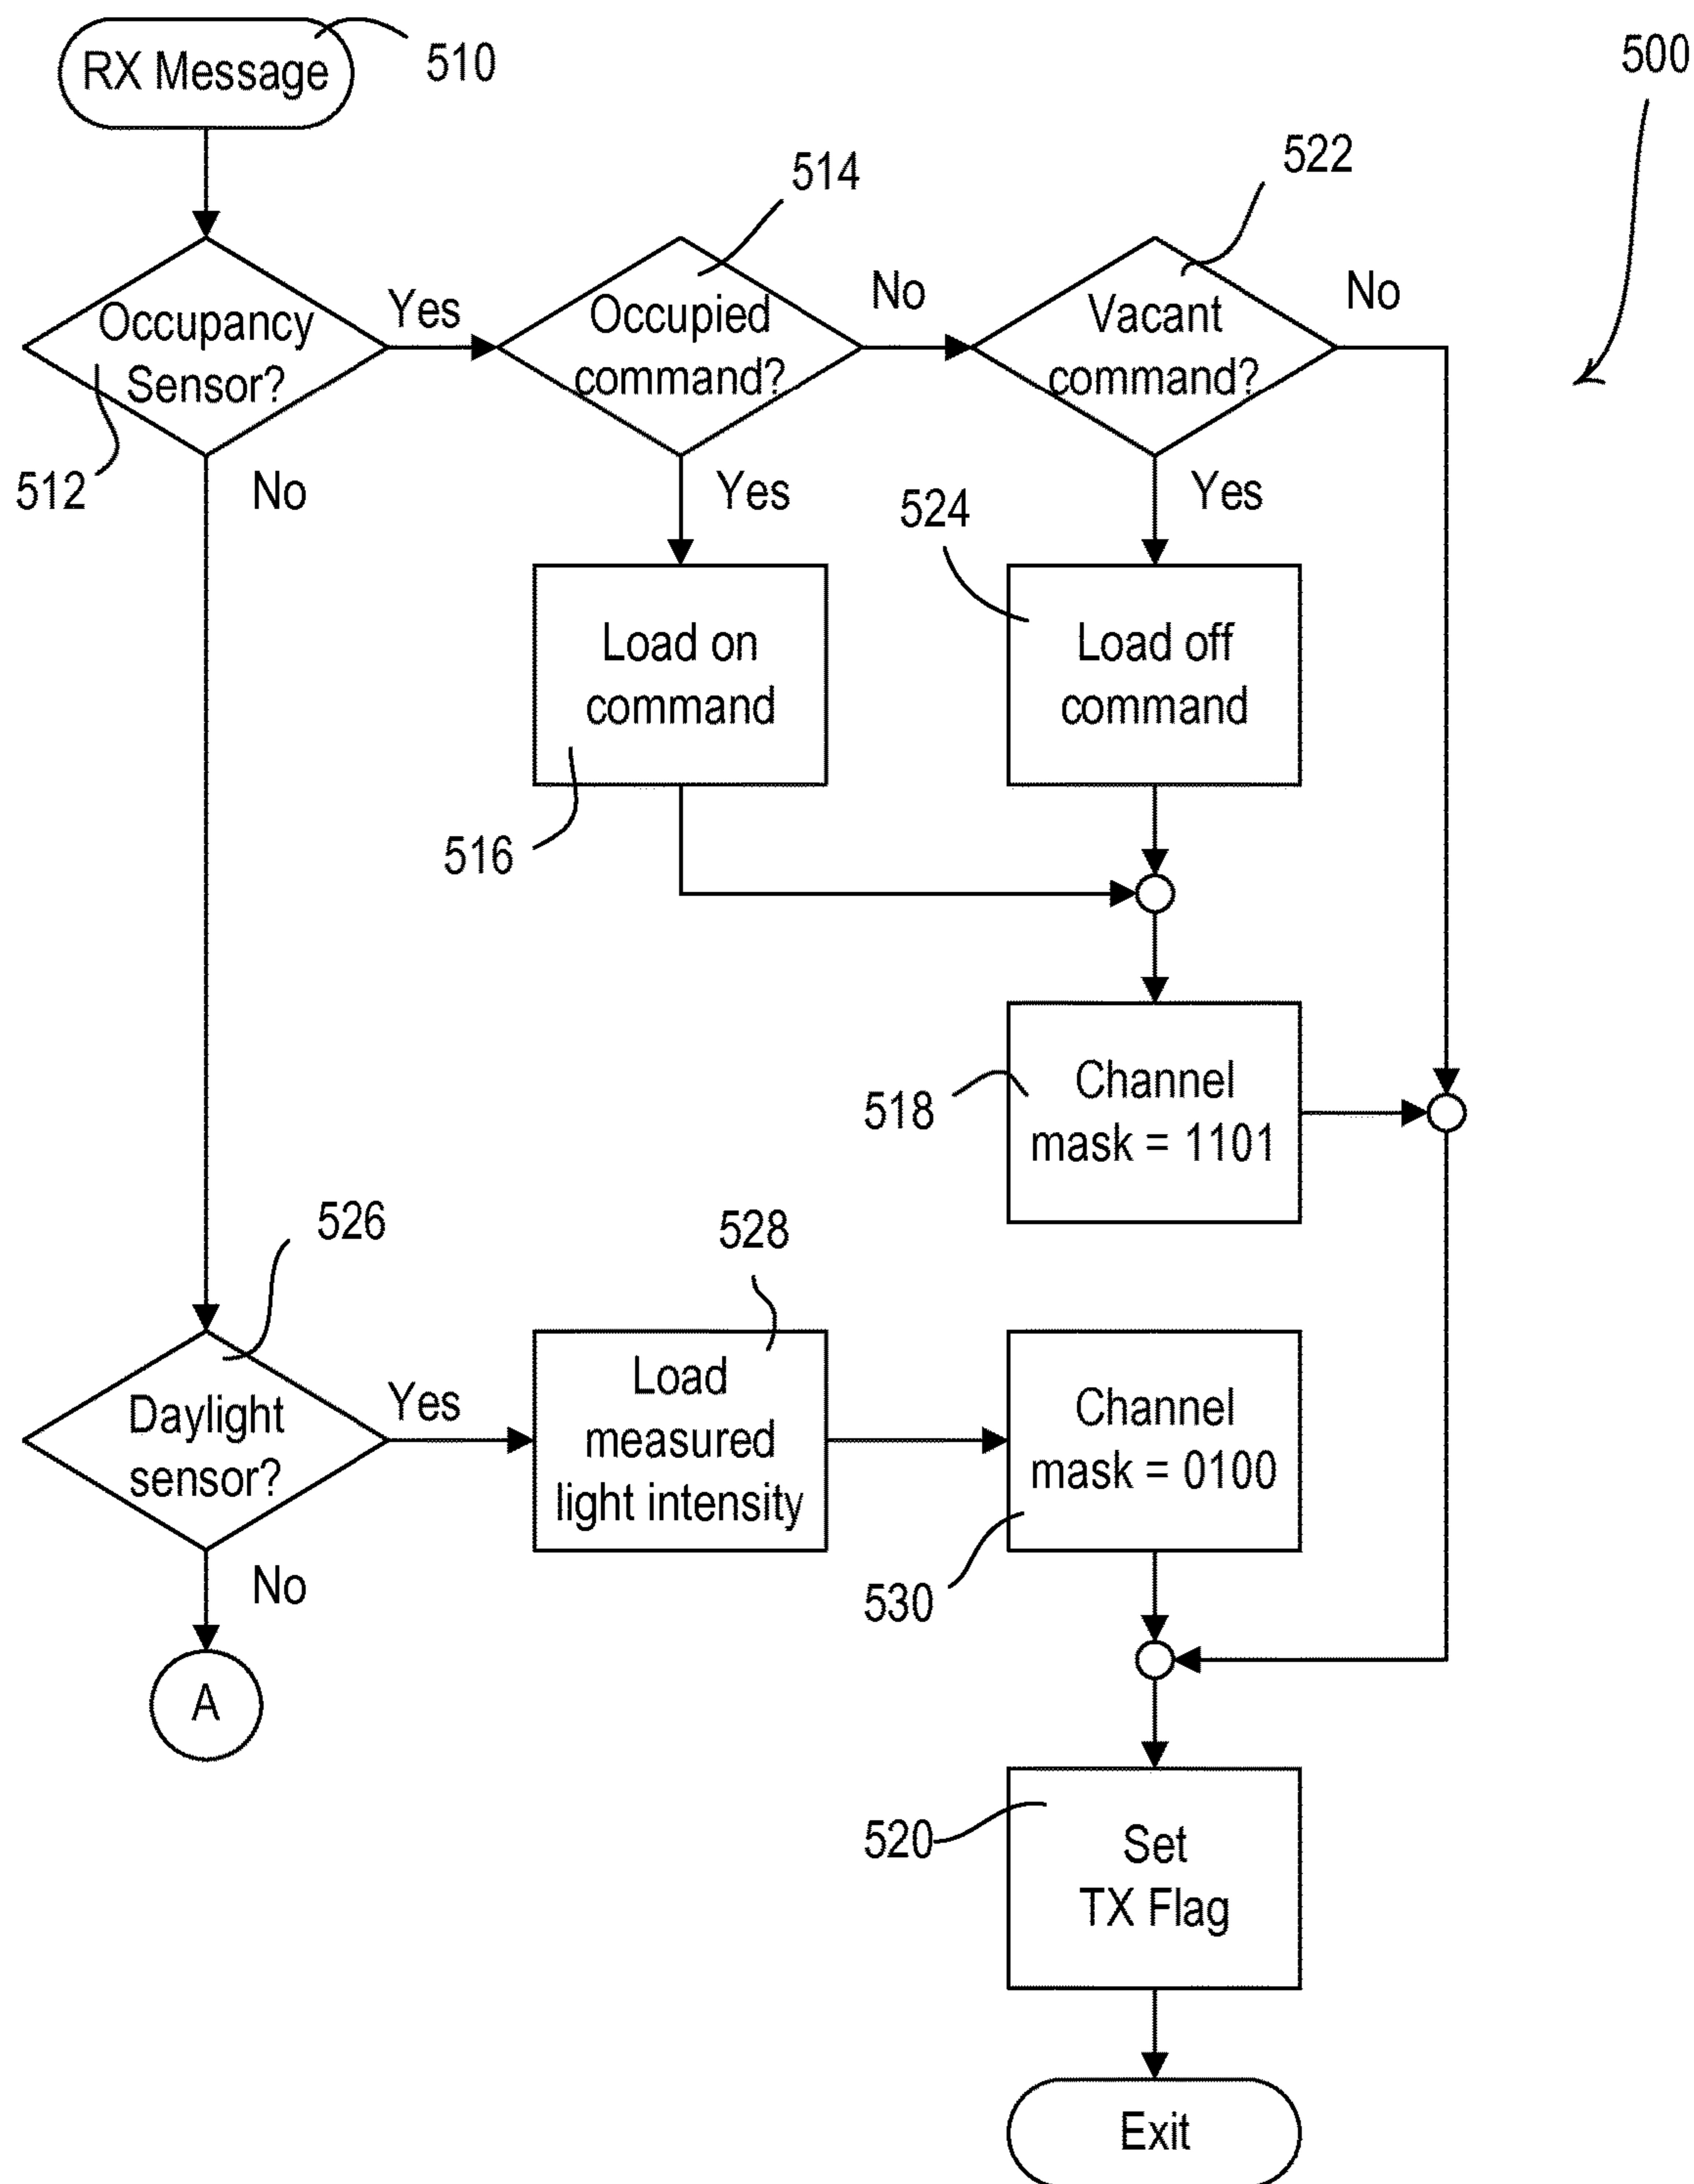 RX Message
510
500
514
522
Occupancy
Sensor?
512
Yes
No
Occupied
command?
No
Yes
Vacant
command?
No
Yes
524
Load on
command
516
Load off
command
Channel
mask = 1101
518
526
Daylight
sensor?
Yes
No
528
Load
measured
light intensity
Channel
mask = 0100
530
A
520
Set
TX Flag
Exit